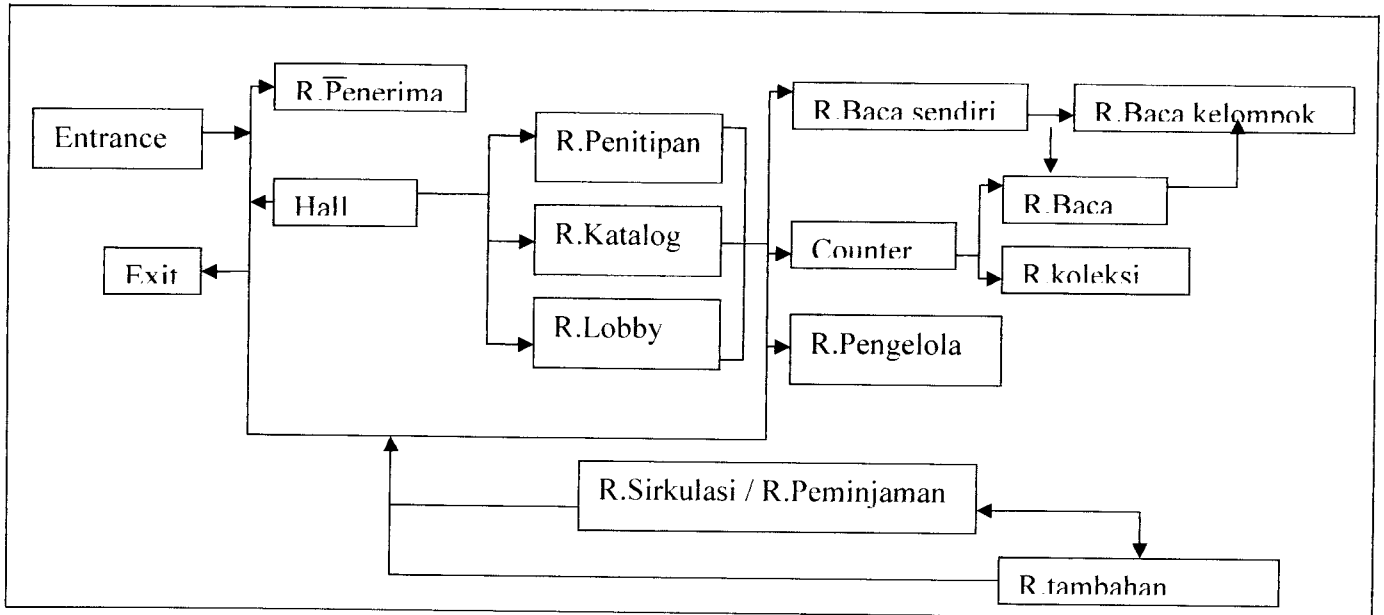 R.Penerima
Entrance
Hall
Exit
R.Penitipan
R.Katalog
R.Lobby
R.Baca sendiri
R.Baca kelompok
R.Baca
Counter
R.koleksi
R.Pengelola
R.Sirkulasi / R.Peminjaman
R.tambahan